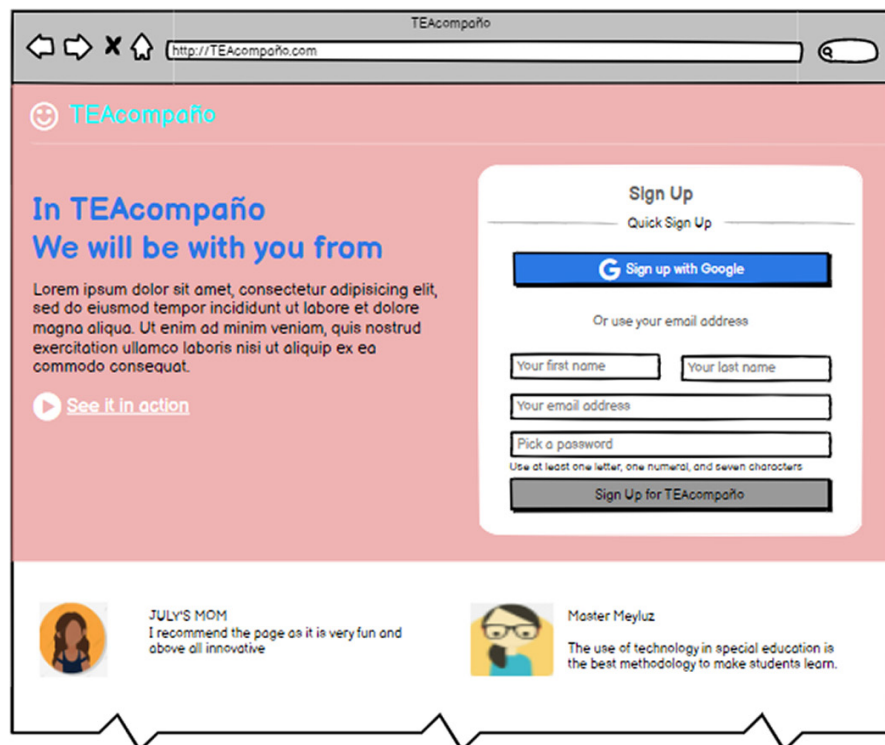 TEAcompaño
http://TEAcompaño.com
TEAcompaño
In TEAcompaño
We will be with you from
Lorem ipsum dolor sit amet, consectetur adipisicing elit,
sed do eiusmod tempor incididunt ut labore et dolore
magna aliqua. Ut enim ad minim veniam, quis nostrud
exercitation ullamco laboris nisi ut aliquip ex ea
commodo consequat.
See it in action
Sign Up
Quick Sign Up
G Sign up with Google
Or use your email address
Your first name
Your last name
Your email address
Pick a password
Use at least one letter, one numeral, and seven characters
Sign Up for TEAcompaño
JULY'S MOM
I recommend the page as it is very fun and
above all innovative
Master Meyluz
The use of technology in special education is
the best methodology to make students learn.